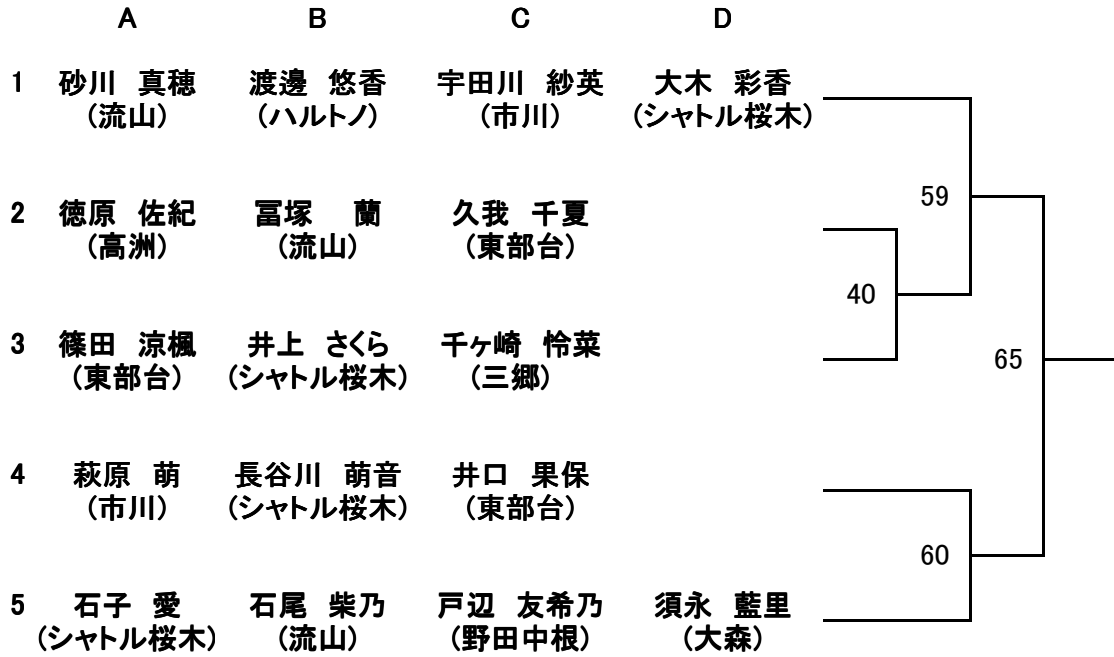 A B C D
1 砂川 真穂 渡邊 悠香 宇田川 紗英 大木 彩香
(流山) (ハルトノ) (市川) (シャトル桜木)
59
2 徳原 佐紀 冨塚 蘭 久我 千夏
(高洲) (流山) (東部台)
40
3 篠田 涼楓 井上 さくら 千ヶ崎 怜菜
(東部台) (シャトル桜木) (三郷)
65
4 萩原 萌 長谷川 萌音 井口 果保
(市川) (シャトル桜木) (東部台)
60
5 石子 愛 石尾 柴乃 戸辺 友希乃 須永 藍里
(シャトル桜木) (流山) (野田中根) (大森)